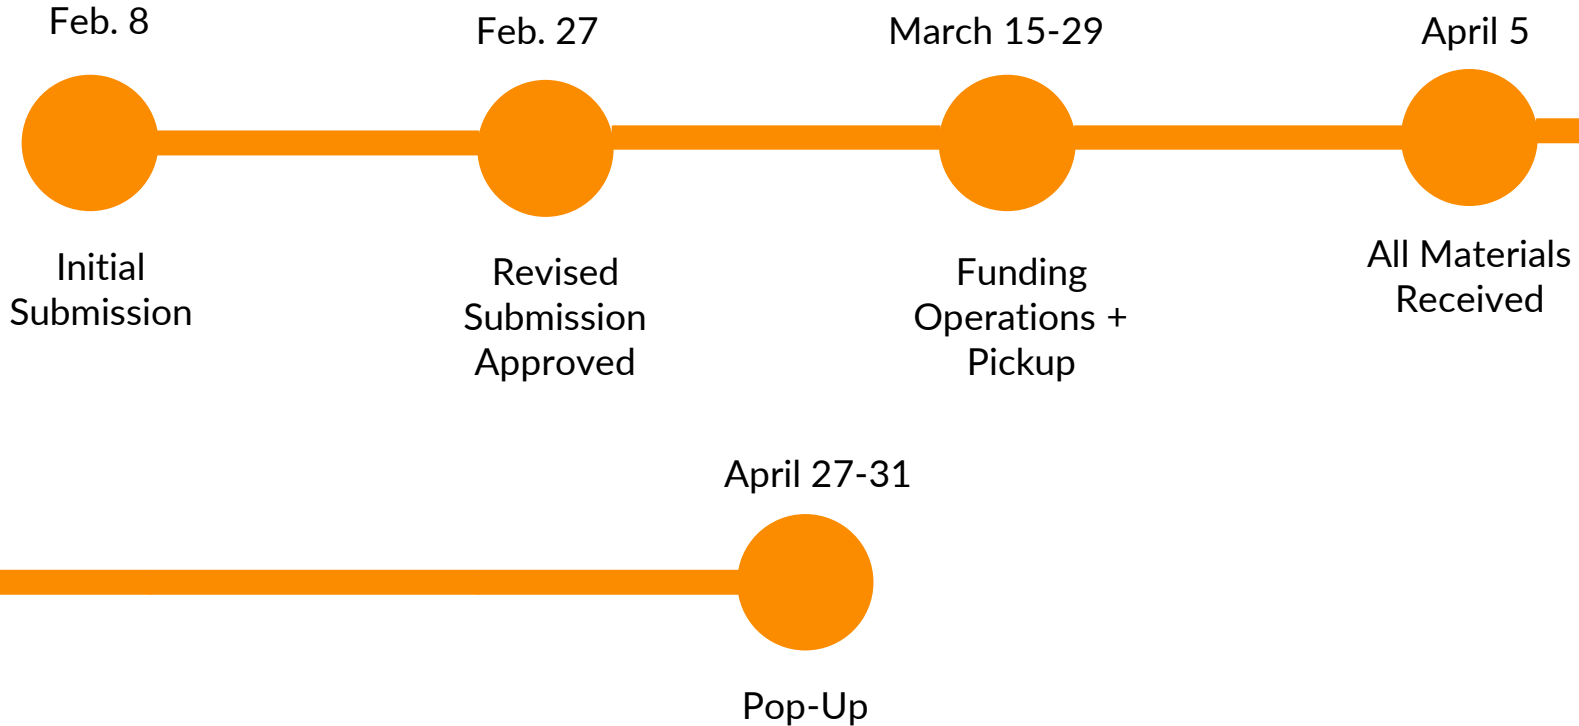 Feb. 8
Feb. 27
March 15-29
April 5
Initial
Submission
Revised
Submission
Approved
Funding
Operations +
Pickup
All Materials
Received
April 27-31
Pop-Up